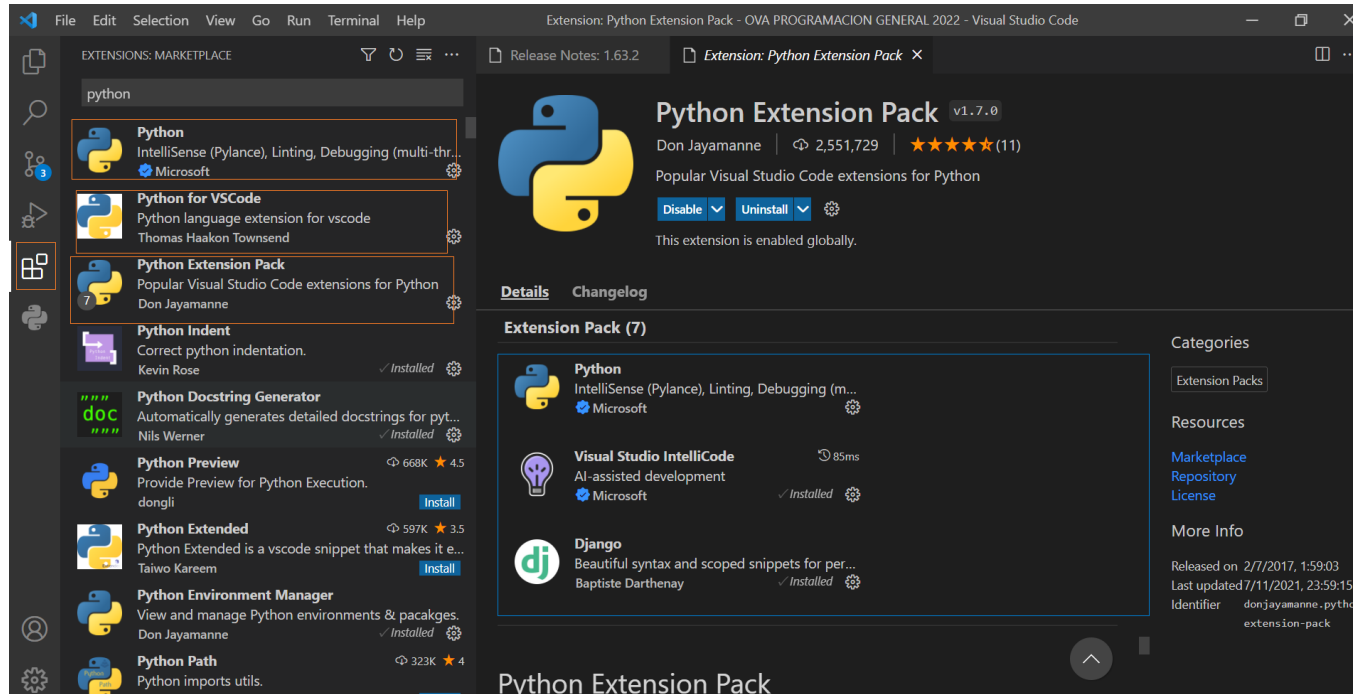 File Edit Selection View Go Run Terminal Help
Extension: Python Extension Pack - OVA PROGRAMACION GENERAL 2022 - Visual Studio Code
EXTENSIONS: MARKETPLACE
python
Python
IntelliSense (Pylance), Linting, Debugging (multi-thr...
Microsoft
Python for VSCode
Python language extension for vscode
Thomas Haakon Townsend
Python Extension Pack
Popular Visual Studio Code extensions for Python
7
Don Jayamanne
Python Indent
Correct python indentation.
Kevin Rose
✓ Installed
Python Docstring Generator
Automatically generates detailed docstrings for pyt...
Nils Werner
✓ Installed
""" doc """
Python Preview
668K ★ 4.5
Provide Preview for Python Execution.
dongli
Install
Python Extended
597K ★ 3.5
Python Extended is a vscode snippet that makes it e...
Taiwo Kareem
Install
Python Environment Manager
View and manage Python environments & pacakges.
Don Jayamanne
✓ Installed
Python Path
323K ★ 4
Python imports utils.
3
Release Notes: 1.63.2
Extension: Python Extension Pack
Python Extension Pack v1.7.0
Don Jayamanne | 2,551,729 | ★★★★★(11)
Popular Visual Studio Code extensions for Python
Disable
Uninstall
This extension is enabled globally.
Details Changelog
Extension Pack (7)
Python
IntelliSense (Pylance), Linting, Debugging (m...
Microsoft
Visual Studio IntelliCode
85ms
AI-assisted development
Microsoft
✓ Installed
dj
Django
Beautiful syntax and scoped snippets for per...
Baptiste Darthenay
✓ Installed
Python Extension Pack
Categories
Extension Packs
Resources
Marketplace
Repository
License
More Info
Released on 2/7/2017, 1:59:03
Last updated 7/11/2021, 23:59:15
Identifier donjayamanne.pytho
extension-pack